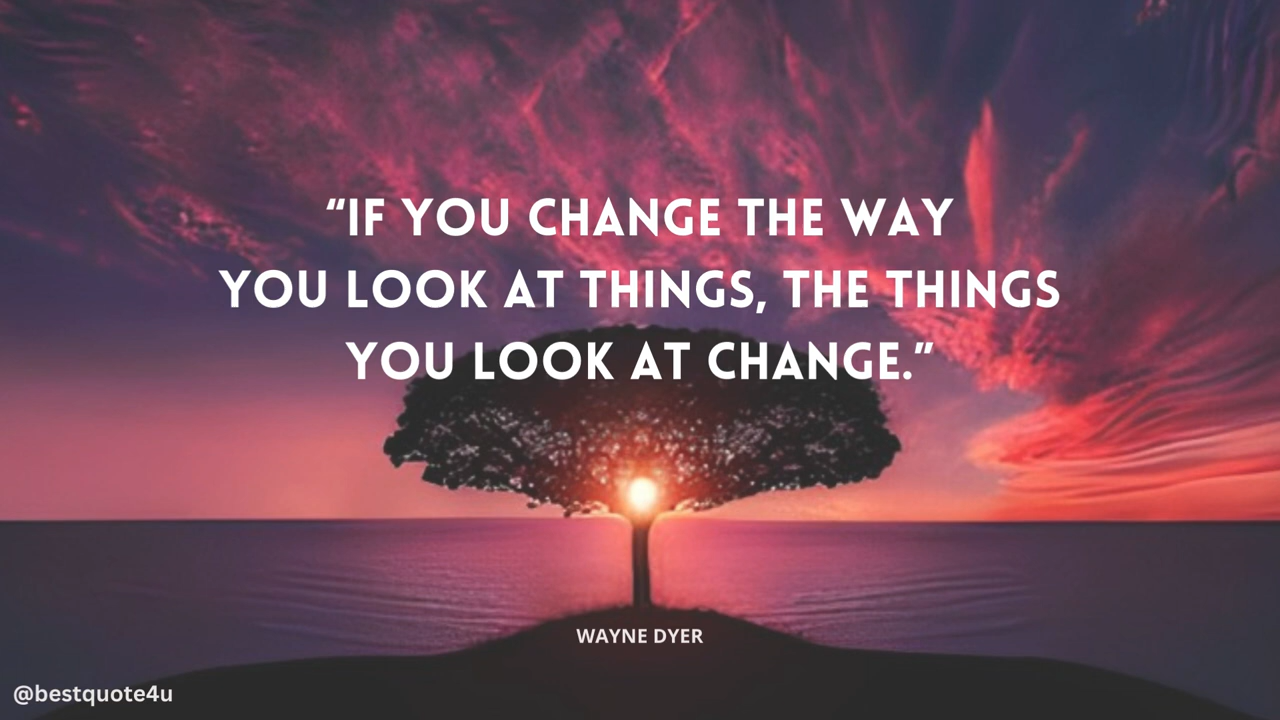 “IF YOU CHANGE THE WAY
YOU LOOK AT THINGS, THE THINGS
YOU LOOK AT CHANGE.”
WAYNE DYER
@bestquote4u